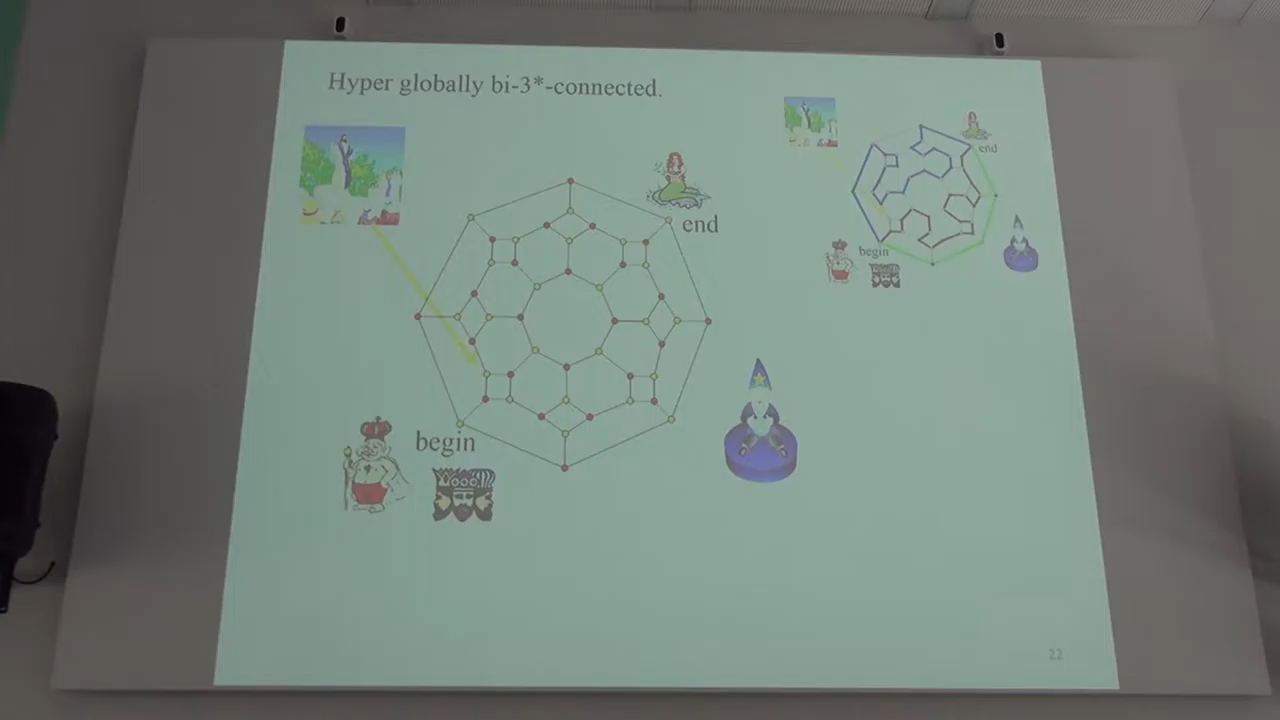 Hyper globally bi-3*-connected.
end
begin
end
begin
22